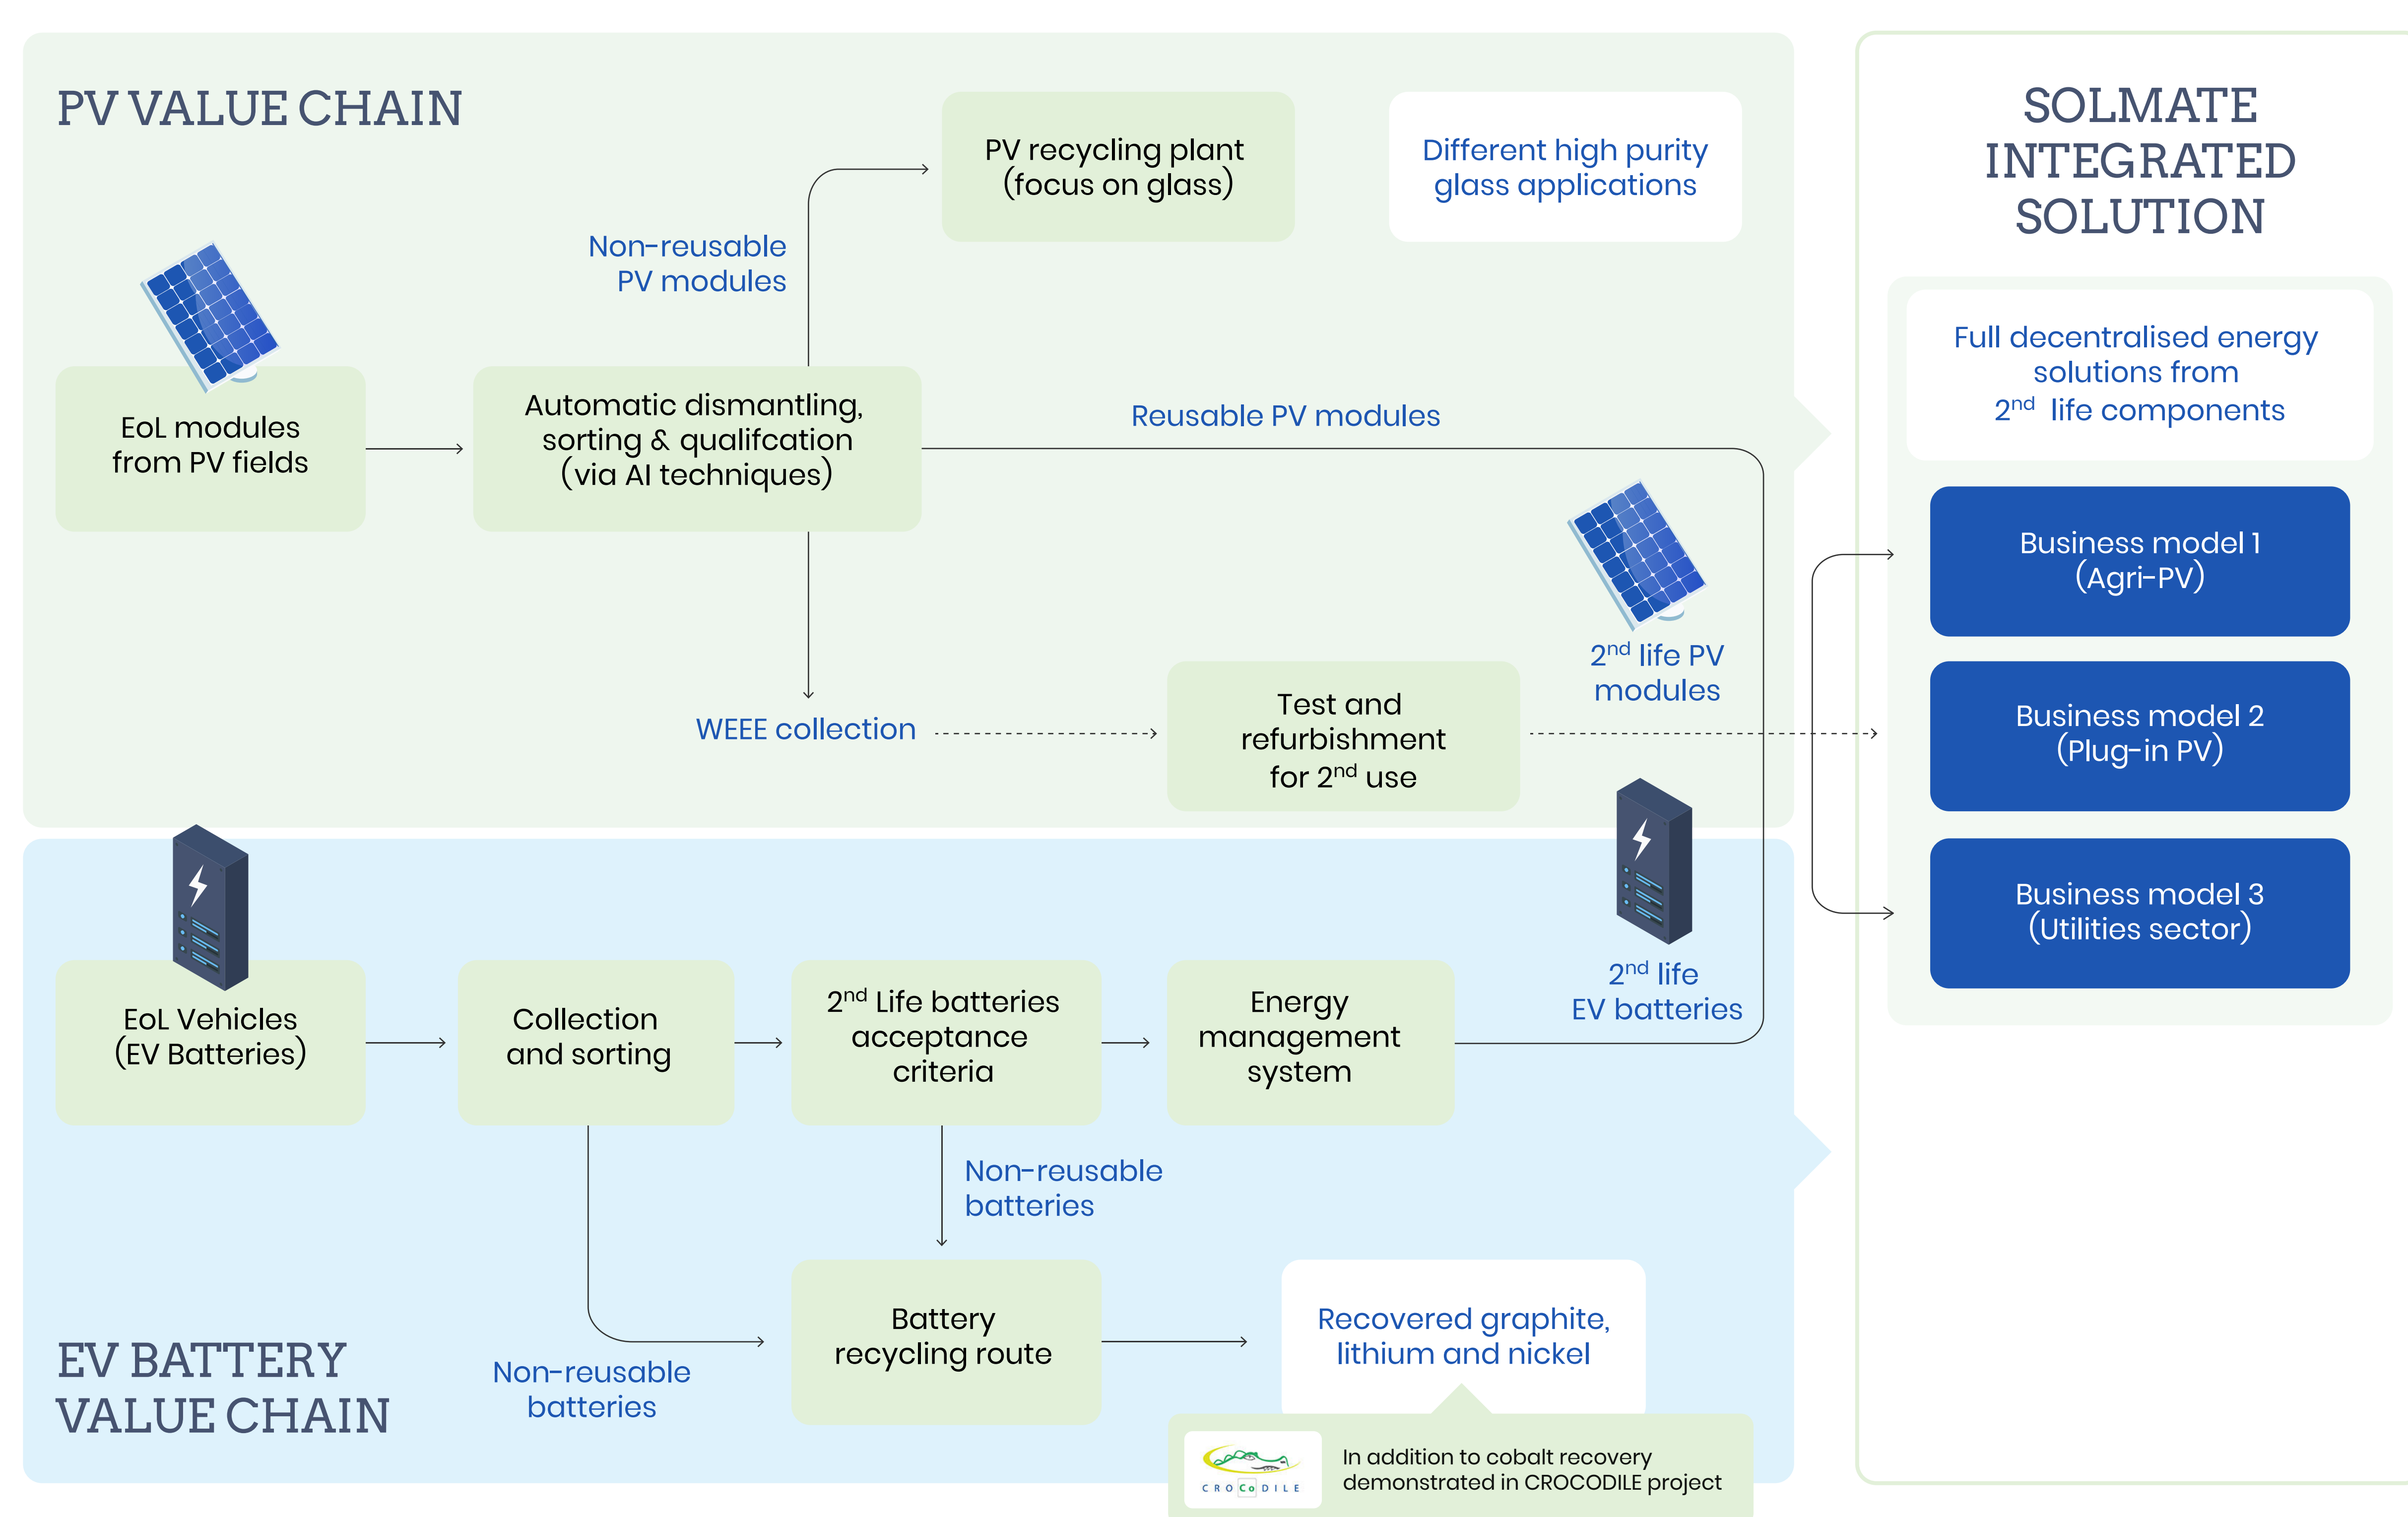 PV VALUE CHAIN
PV recycling plant
(focus on glass)
Different high purity
glass applications
Non-reusable
PV modules
EoL modules
from PV fields
Automatic dismantling,
sorting & qualifcation
(via AI techniques)
Reusable PV modules
2nd life PV
modules
WEEE collection
Test and
refurbishment
for 2nd use
EoL Vehicles
(EV Batteries)
Collection
and sorting
2nd Life batteries
acceptance
criteria
Energy
management
system
2nd life
EV batteries
Non-reusable
batteries
Battery
recycling route
Recovered graphite,
lithium and nickel
Non-reusable
batteries
EV BATTERY
VALUE CHAIN
CROCoDILE
In addition to cobalt recovery
demonstrated in CROCODILE project
SOLMATE
INTEGRATED
SOLUTION
Full decentralised energy
solutions from
2nd life components
Business model 1
(Agri-PV)
Business model 2
(Plug-in PV)
Business model 3
(Utilities sector)